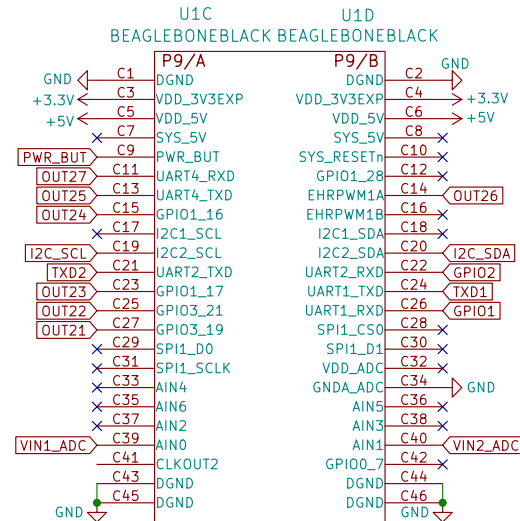 U1C U1D
BEAGLEBONEBLACK BEAGLEBONEBLACK
P9/A P9/B GND
GND C1 DGND DGND C2
+3.3V C3 VDD_3V3EXP VDD_3V3EXP C4 +3.3V
+5V C5 VDD_5V VDD_5V C6 +5V
C7 SYS_5V SYS_5V C8
PWR_BUT C9 PWR_BUT SYS_RESETn C10
OUT27 C11 UART4_RXD GPIO1_28 C12
OUT25 C13 UART4_TXD EHRPWM1A C14 OUT26
OUT24 C15 GPIO1_16 EHRPWM1B C16
C17 I2C1_SCL I2C1_SDA C18
I2C_SCL C19 I2C2_SCL I2C2_SDA C20 I2C_SDA
TXD2 C21 UART2_TXD UART2_RXD C22 GPIO2
OUT23 C23 GPIO1_17 UART1_TXD C24 TXD1
OUT22 C25 GPIO3_21 UART1_RXD C26 GPIO1
OUT21 C27 GPIO3_19 SPI1_CS0 C28
C29 SPI1_D0 SPI1_D1 C30
C31 SPI1_SCLK VDD_ADC C32
C33 AIN4 GNDA_ADC C34 GND
C35 AIN6 AIN5 C36
C37 AIN2 AIN3 C38
VIN1_ADC C39 AIN0 AIN1 C40 VIN2_ADC
C41 CLKOUT2 GPIO0_7 C42
C43 DGND DGND C44
C45 DGND DGND C46
GND GND